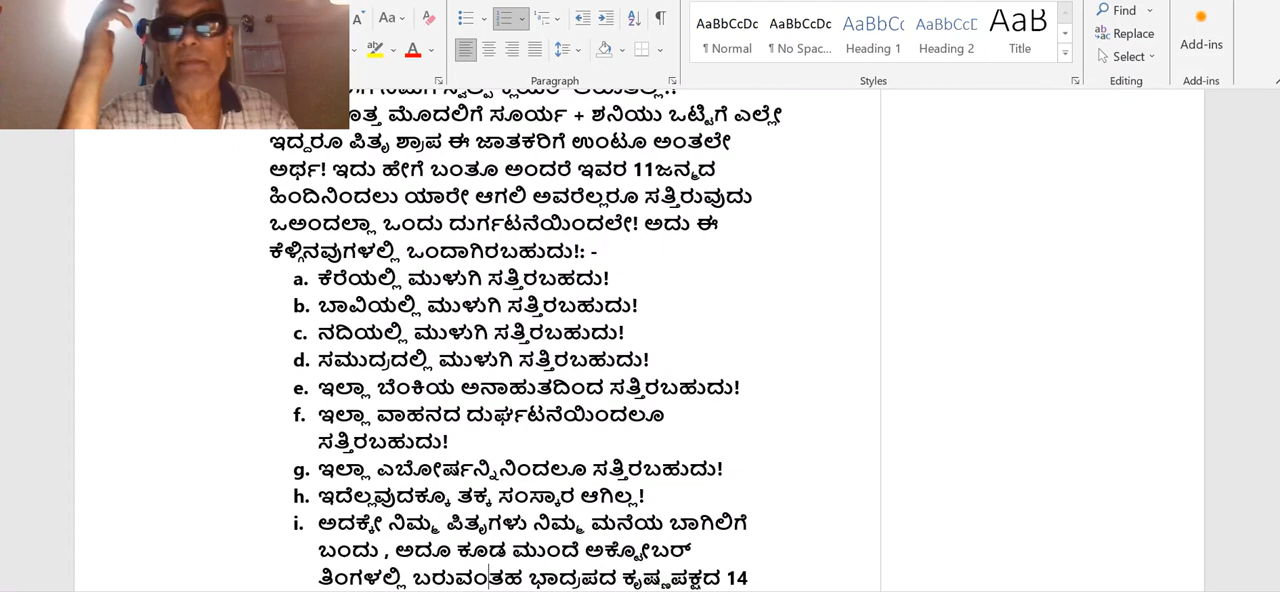 Aa
Find
Replace
Select
Add-ins
AaBbCcDc
AaBbCcDc
AaBbCc
AaBbCcD
AaB
¶ Normal
¶ No Spac...
Heading 1
Heading 2
Title
Paragraph
Styles
Editing
Add-ins
ಮೊದಲಿಗೆ ಸೂರ್ಯ + ಶನಿಯು ಒಟ್ಟಿಗೆ ಎಲ್ಲೇ
ಇದ್ದರೂ ಪಿತೃ ಶ್ರಾಪ ಈ ಜಾತಕರಿಗೆ ಉಂಟೂ ಅಂತಲೇ
ಅರ್ಥ! ಇದು ಹೇಗೆ ಬಂತೂ ಅಂದರೆ ಇವರ 11ಜನ್ಮದ
ಹಿಂದಿನಿಂದಲು ಯಾರೇ ಆಗಲಿ ಅವರೆಲ್ಲರೂ ಸತ್ತಿರುವುದು
ಒಅಂದಲ್ಲಾ ಒಂದು ದುರ್ಗಟನೆಯಿಂದಲೇ! ಅದು ಈ
ಕೆಳ್ಗಿನವುಗಳಲ್ಲಿ ಒಂದಾಗಿರಬಹುದು!: -
a. ಕೆರೆಯಲ್ಲಿ ಮುಳುಗಿ ಸತ್ತಿರಬಹದು!
b. ಬಾವಿಯಲ್ಲಿ ಮುಳುಗಿ ಸತ್ತಿರಬಹುದು!
c. ನದಿಯಲ್ಲಿ ಮುಳುಗಿ ಸತ್ತಿರಬಹುದು!
d. ಸಮುದ್ರದಲ್ಲಿ ಮುಳುಗಿ ಸತ್ತಿರಬಹುದು!
e. ಇಲ್ಲಾ ಬೆಂಕಿಯ ಅನಾಹುತದಿಂದ ಸತ್ತಿರಬಹುದು!
f. ಇಲ್ಲಾ ವಾಹನದ ದುರ್ಘಟನೆಯಿಂದಲೂ
ಸತ್ತಿರಬಹುದು!
g. ಇಲ್ಲಾ ಎಬೋರ್ಷನ್ನಿನಿಂದಲೂ ಸತ್ತಿರಬಹುದು!
h. ಇದೆಲ್ಲವುದಕ್ಕೂ ತಕ್ಕ ಸಂಸ್ಕಾರ ಆಗಿಲ್ಲ!
i. ಅದಕ್ಕೇ ನಿಮ್ಮ ಪಿತೃಗಳು ನಿಮ್ಮ ಮನೆಯ ಬಾಗಿಲಿಗೆ
ಬಂದು , ಅದೂ ಕೂಡ ಮುಂದೆ ಅಕ್ಟೋಬರ್
ತಿಂಗಳಲ್ಲಿ ಬರುವಂತಹ ಭಾದ್ರಪದ ಕೃಷ್ಣಪಕ್ಷದ 14